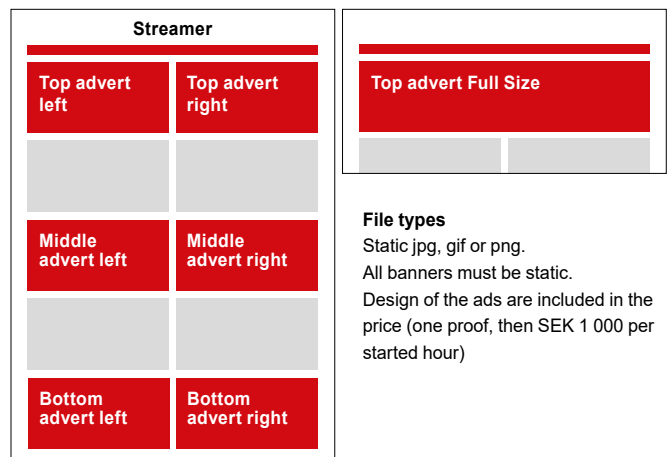 Streamer
Top advert
left
Top advert
right
Middle
advert left
Middle
advert right
Bottom
advert left
Bottom
advert right
Top advert Full Size
File types
Static jpg, gif or png.
All banners must be static.
Design of the ads are included in the
price (one proof, then SEK 1 000 per
started hour)